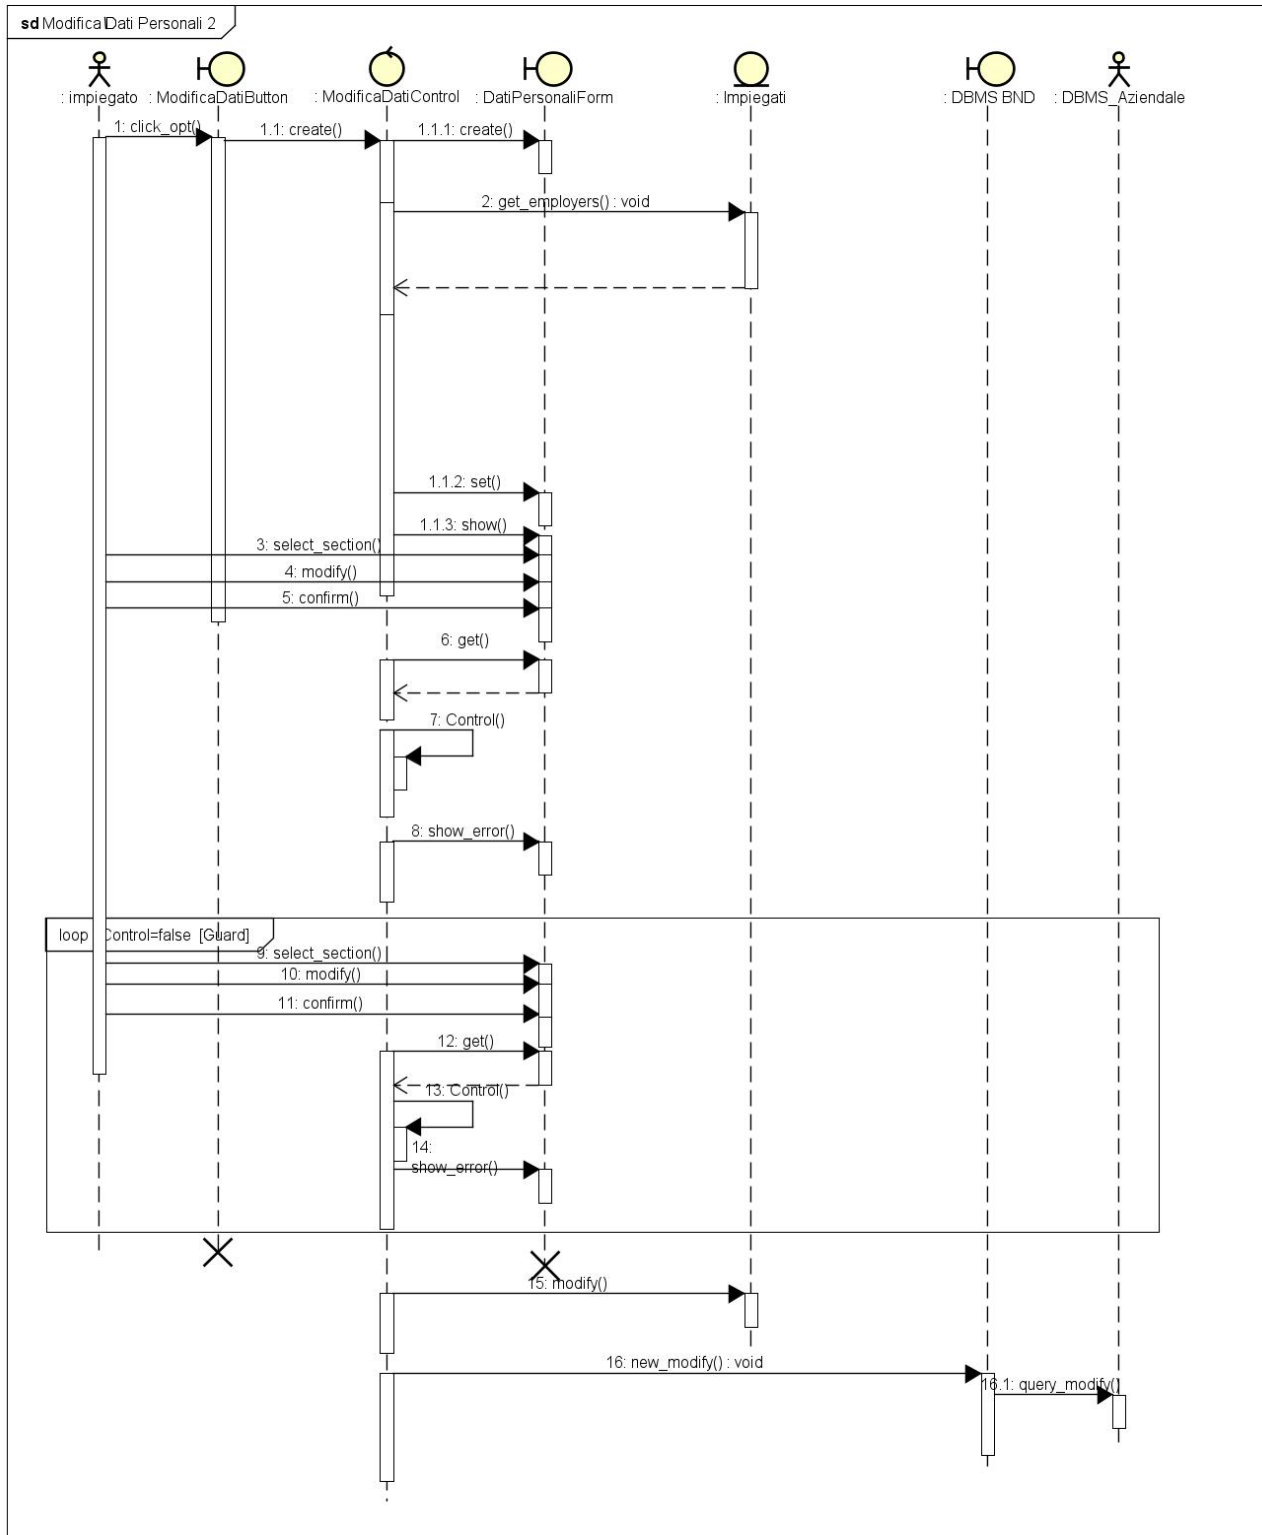 sd Modifica Dati Personali 2
: impiegato : ModificaDatiButton : ModificaDatiControl : DatiPersonaliForm : Impiegati : DBMS BND : DBMS_Aziendale
1: click_opt() 1.1: create() 1.1.1: create()
2: get_employers() : void
1.1.2: set()
1.1.3: show()
3: select_section()
4: modify()
5: confirm()
6: get()
7: Control()
8: show_error()
loop Control=false [Guard]
9: select_section()
10: modify()
11: confirm()
12: get()
13: Control()
14:
show_error()
15: modify()
16: new_modify() : void
16.1: query_modify()